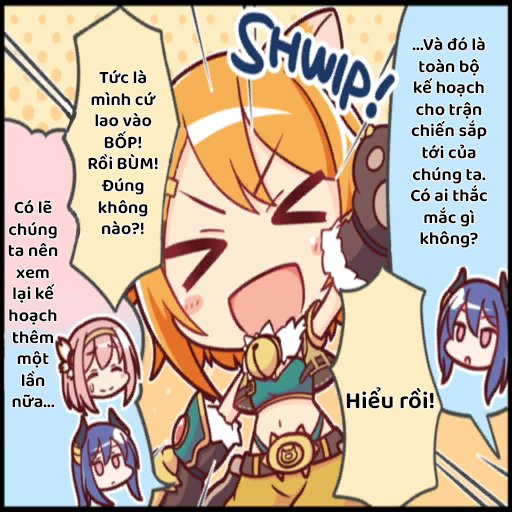 ...Và đó là
toàn bộ
kế hoạch
cho trận
chiến sắp
tới của
chúng ta.
Có ai thắc
mắc gì
không?
SHWIP!
Hiểu rồi!
Tức là
mình cứ
lao vào
BỐP!
Rồi BÙM!
Đúng
không
nào?!
Có lẽ
chúng
ta nên
xem
lại kế
hoạch
thêm
một
lần
nữa...